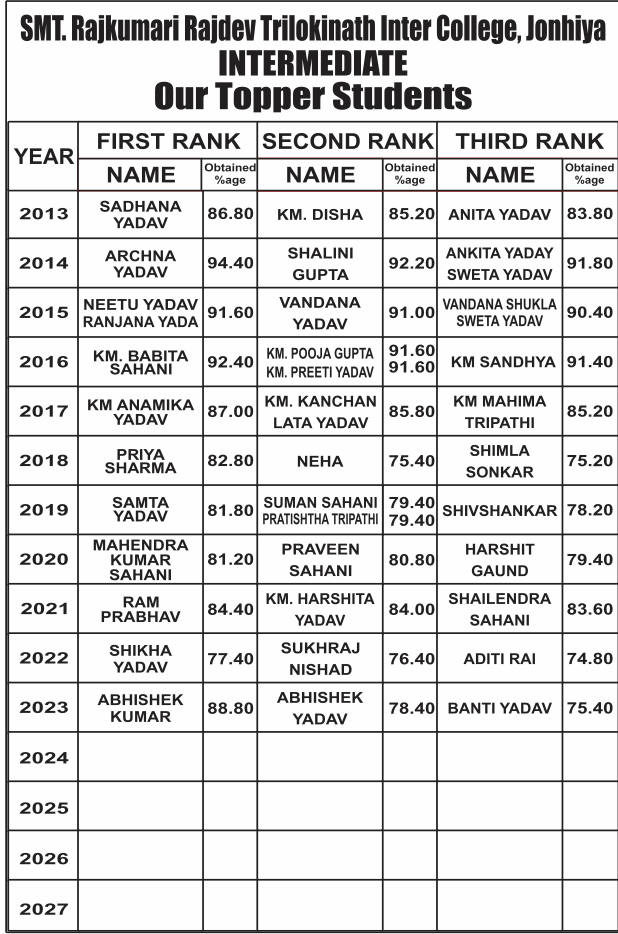 SMT. Rajkumari Rajdev Trilokinath Inter College, Jonhiya
INTERMEDIATE
Our Topper Students
YEAR FIRST RANK SECOND RANK THIRD RANK
NAME Obtained %age NAME Obtained %age NAME Obtained %age
2013 SADHANA YADAV 86.80 KM. DISHA 85.20 ANITA YADAV 83.80
2014 ARCHNA YADAV 94.40 SHALINI GUPTA 92.20 ANKITA YADAY SWETA YADAV 91.80
2015 NEETU YADAV RANJANA YADA 91.60 VANDANA YADAV 91.00 VANDANA SHUKLA SWETA YADAV 90.40
2016 KM. BABITA SAHANI 92.40 KM. POOJA GUPTA KM. PREETI YADAV 91.60 91.60 KM SANDHYA 91.40
2017 KM ANAMIKA YADAV 87.00 KM. KANCHAN LATA YADAV 85.80 KM MAHIMA TRIPATHI 85.20
2018 PRIYA SHARMA 82.80 NEHA 75.40 SHIMLA SONKAR 75.20
2019 SAMTA YADAV 81.80 SUMAN SAHANI PRATISHTHA TRIPATHI 79.40 79.40 SHIVSHANKAR 78.20
2020 MAHENDRA KUMAR SAHANI 81.20 PRAVEEN SAHANI 80.80 HARSHIT GAUND 79.40
2021 RAM PRABHAV 84.40 KM. HARSHITA YADAV 84.00 SHAILENDRA SAHANI 83.60
2022 SHIKHA YADAV 77.40 SUKHRAJ NISHAD 76.40 ADITI RAI 74.80
2023 ABHISHEK KUMAR 88.80 ABHISHEK YADAV 78.40 BANTI YADAV 75.40
2024
2025
2026
2027